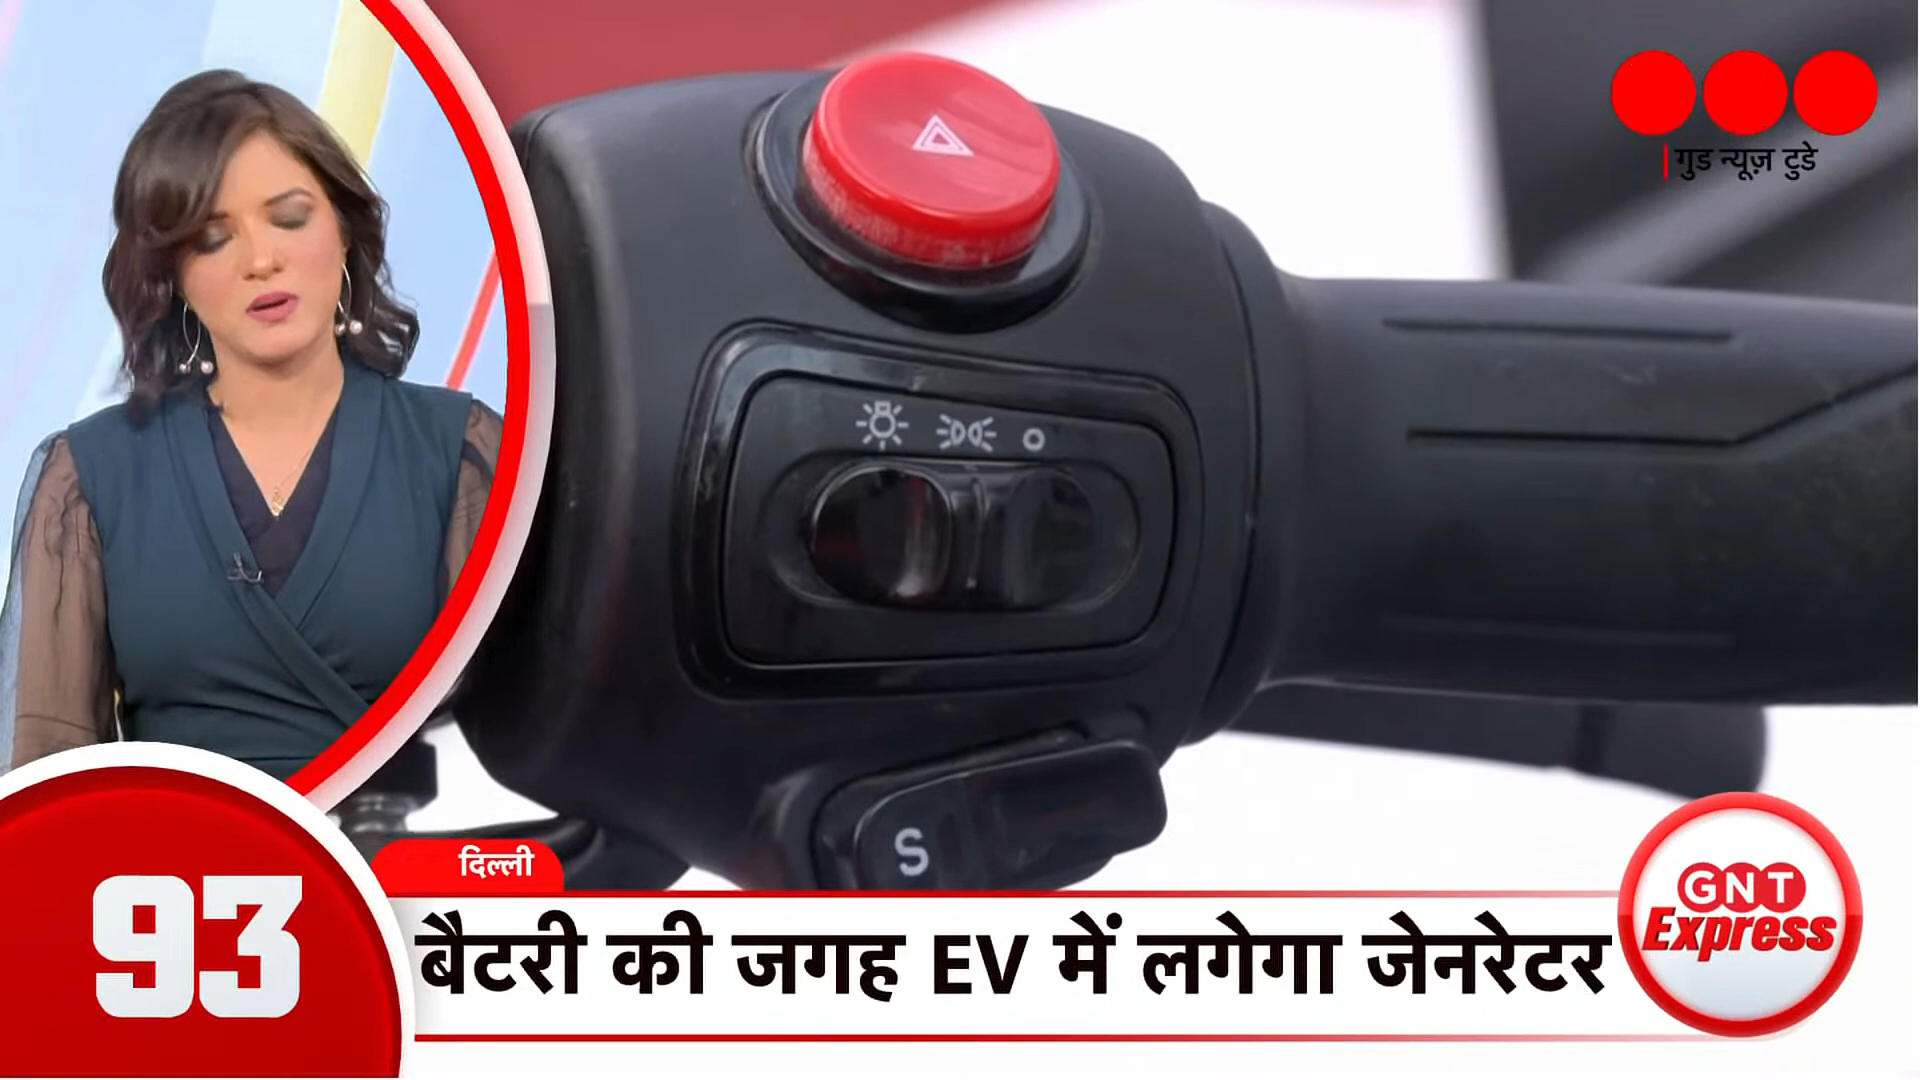 गुड न्यूज़ टुडे
S
दिल्ली
93
बैटरी की जगह EV में लगेगा जेनरेटर
GNT
Express